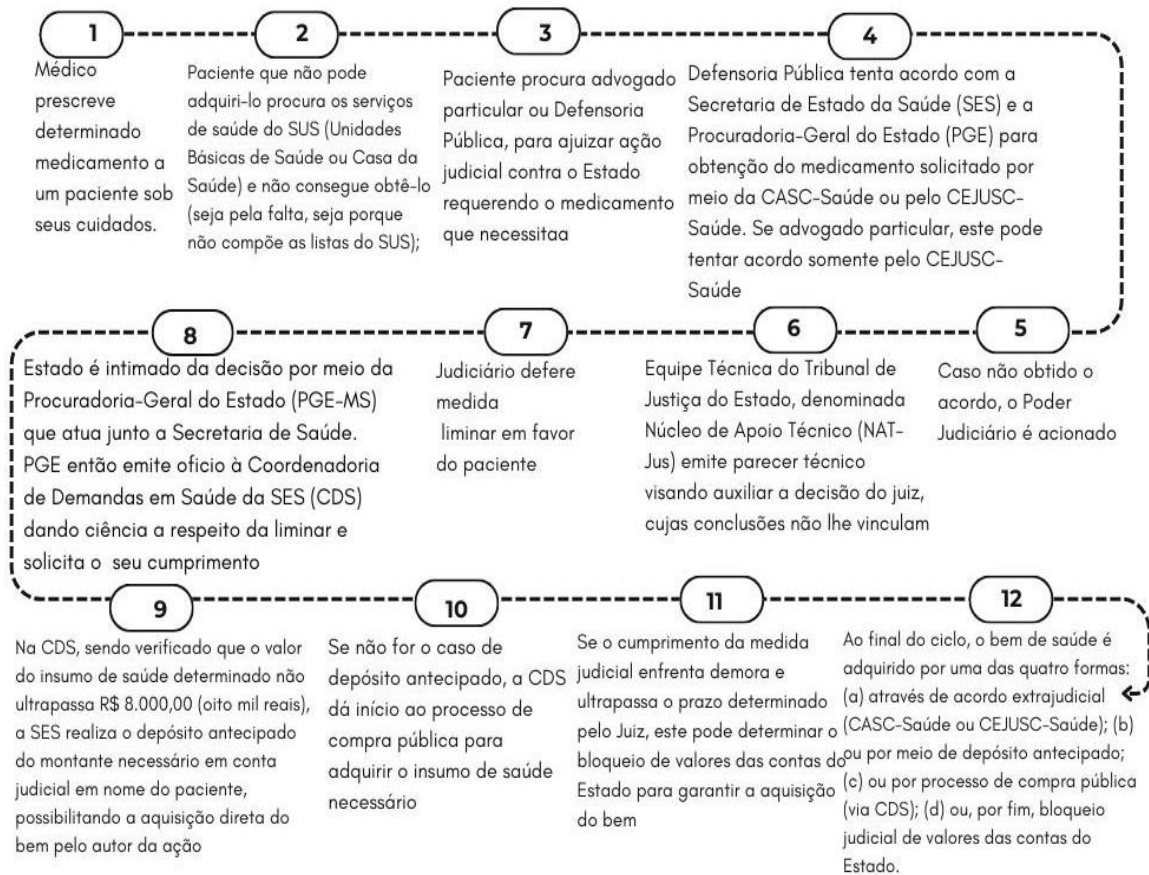 1
Médico
prescreve
determinado
medicamento a
um paciente sob
seus cuidados.
2
Paciente que não pode
adquiri-lo procura os serviços
de saúde do SUS (Unidades
Básicas de Saúde ou Casa da
Saúde) e não consegue obtê-lo
(seja pela falta, seja porque
não compõe as listas do SUS);
3
Paciente procura advogado
particular ou Defensoria
Pública, para ajuizar ação
judicial contra o Estado
requerendo o medicamento
que necessitaa
4
Defensoria Pública tenta acordo com a
Secretaria de Estado da Saúde (SES) e a
Procuradoria-Geral do Estado (PGE) para
obtenção do medicamento solicitado por
meio da CASC-Saúde ou pelo CEJUSC-
Saúde. Se advogado particular, este pode
tentar acordo somente pelo CEJUSC-
Saúde
5
Caso não obtido o
acordo, o Poder
Judiciário é acionado
6
Equipe Técnica do Tribunal de
Justiça do Estado, denominada
Núcleo de Apoio Técnico (NAT-
Jus) emite parecer técnico
visando auxiliar a decisão do juiz,
cujas conclusões não lhe vinculam
7
Judiciário defere
medida
liminar em favor
do paciente
8
Estado é intimado da decisão por meio da
Procuradoria-Geral do Estado (PGE-MS)
que atua junto a Secretaria de Saúde.
PGE então emite oficio à Coordenadoria
de Demandas em Saúde da SES (CDS)
dando ciência a respeito da liminar e
solicita o seu cumprimento
9
Na CDS, sendo verificado que o valor
do insumo de saúde determinado não
ultrapassa R$ 8.000,00 (oito mil reais),
a SES realiza o depósito antecipado
do montante necessário em conta
judicial em nome do paciente,
possibilitando a aquisição direta do
bem pelo autor da ação
10
Se não for o caso de
depósito antecipado, a CDS
dá início ao processo de
compra pública para
adquirir o insumo de saúde
necessário
11
Se o cumprimento da medida
judicial enfrenta demora e
ultrapassa o prazo determinado
pelo Juiz, este pode determinar o
bloqueio de valores das contas do
Estado para garantir a aquisição
do bem
12
Ao final do ciclo, o bem de saúde é
adquirido por uma das quatro formas:
(a) através de acordo extrajudicial
(CASC-Saúde ou CEJUSC-Saúde); (b)
ou por meio de depósito antecipado;
(c) ou por processo de compra pública
(via CDS); (d) ou, por fim, bloqueio
judicial de valores das contas do
Estado.